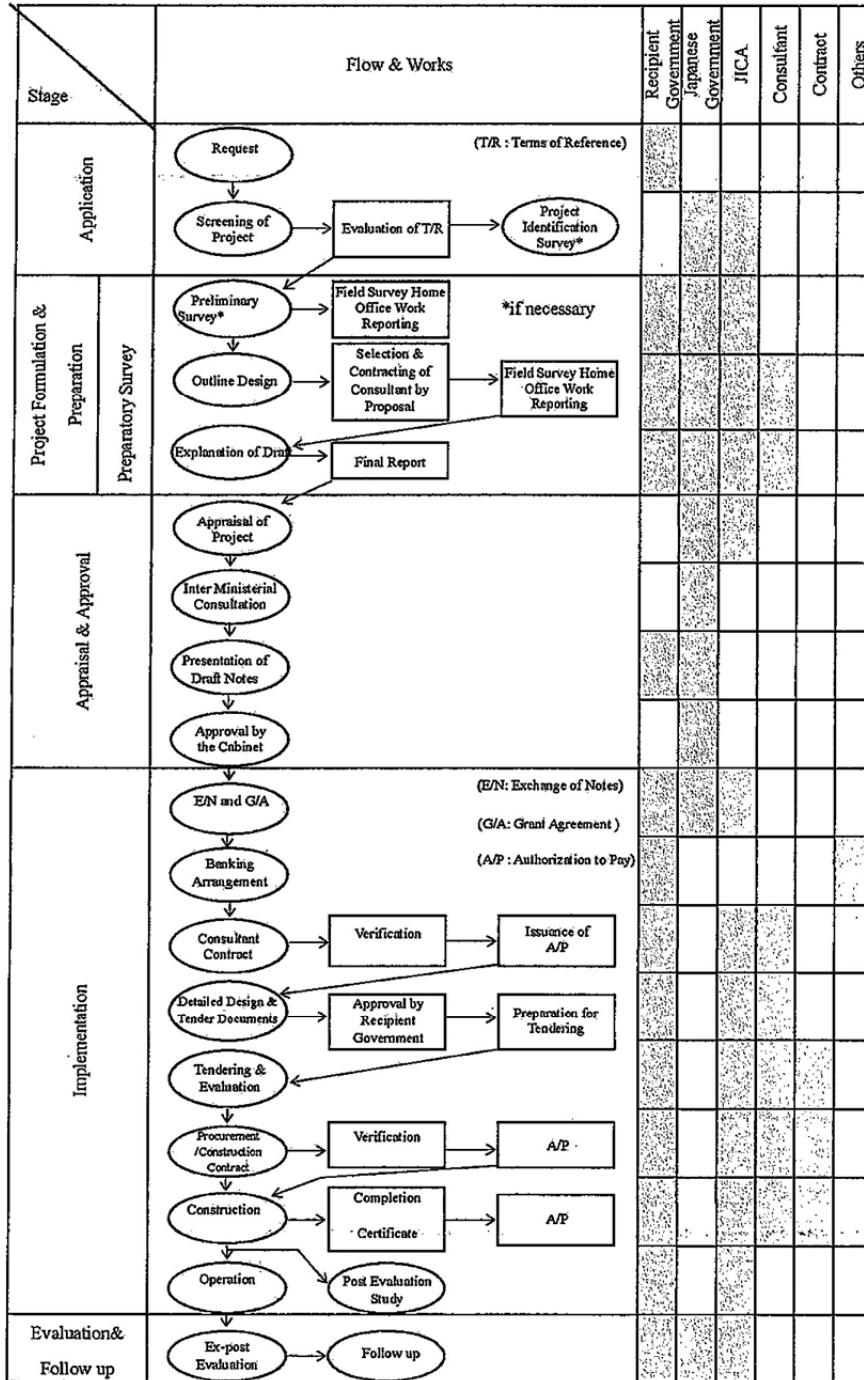 Stage
Flow & Works
Recipient
Government
Japanese
Government
JICA
Consultant
Contract
Others
Application
Request
(T/R : Terms of Reference)
Screening of
Project
Evaluation of T/R
Project
Identification
Survey*
Project Formulation &
Preparation
Preparatory Survey
Preliminary
Survey*
Field Survey Home
Office Work
Reporting
*if necessary
Outline Design
Selection &
Contracting of
Consultant by
Proposal
Field Survey Home
Office Work
Reporting
Explanation of Draft
Final Report
Appraisal & Approval
Appraisal of
Project
Inter Ministerial
Consultation
Presentation of
Draft Notes
Approval by
the Cabinet
Implementation
E/N and G/A
(E/N: Exchange of Notes)
(G/A: Grant Agreement )
(A/P : Authorization to Pay)
Banking
Arrangement
Consultant
Contract
Verification
Issuance of
A/P
Detailed Design &
Tender Documents
Approval by
Recipient
Government
Preparation for
Tendering
Tendering &
Evaluation
Procurement
/Construction
Contract
Verification
A/P
Construction
Completion
Certificate
A/P
Operation
Post Evaluation
Study
Evaluation&
Follow up
Ex-post
Evaluation
Follow up